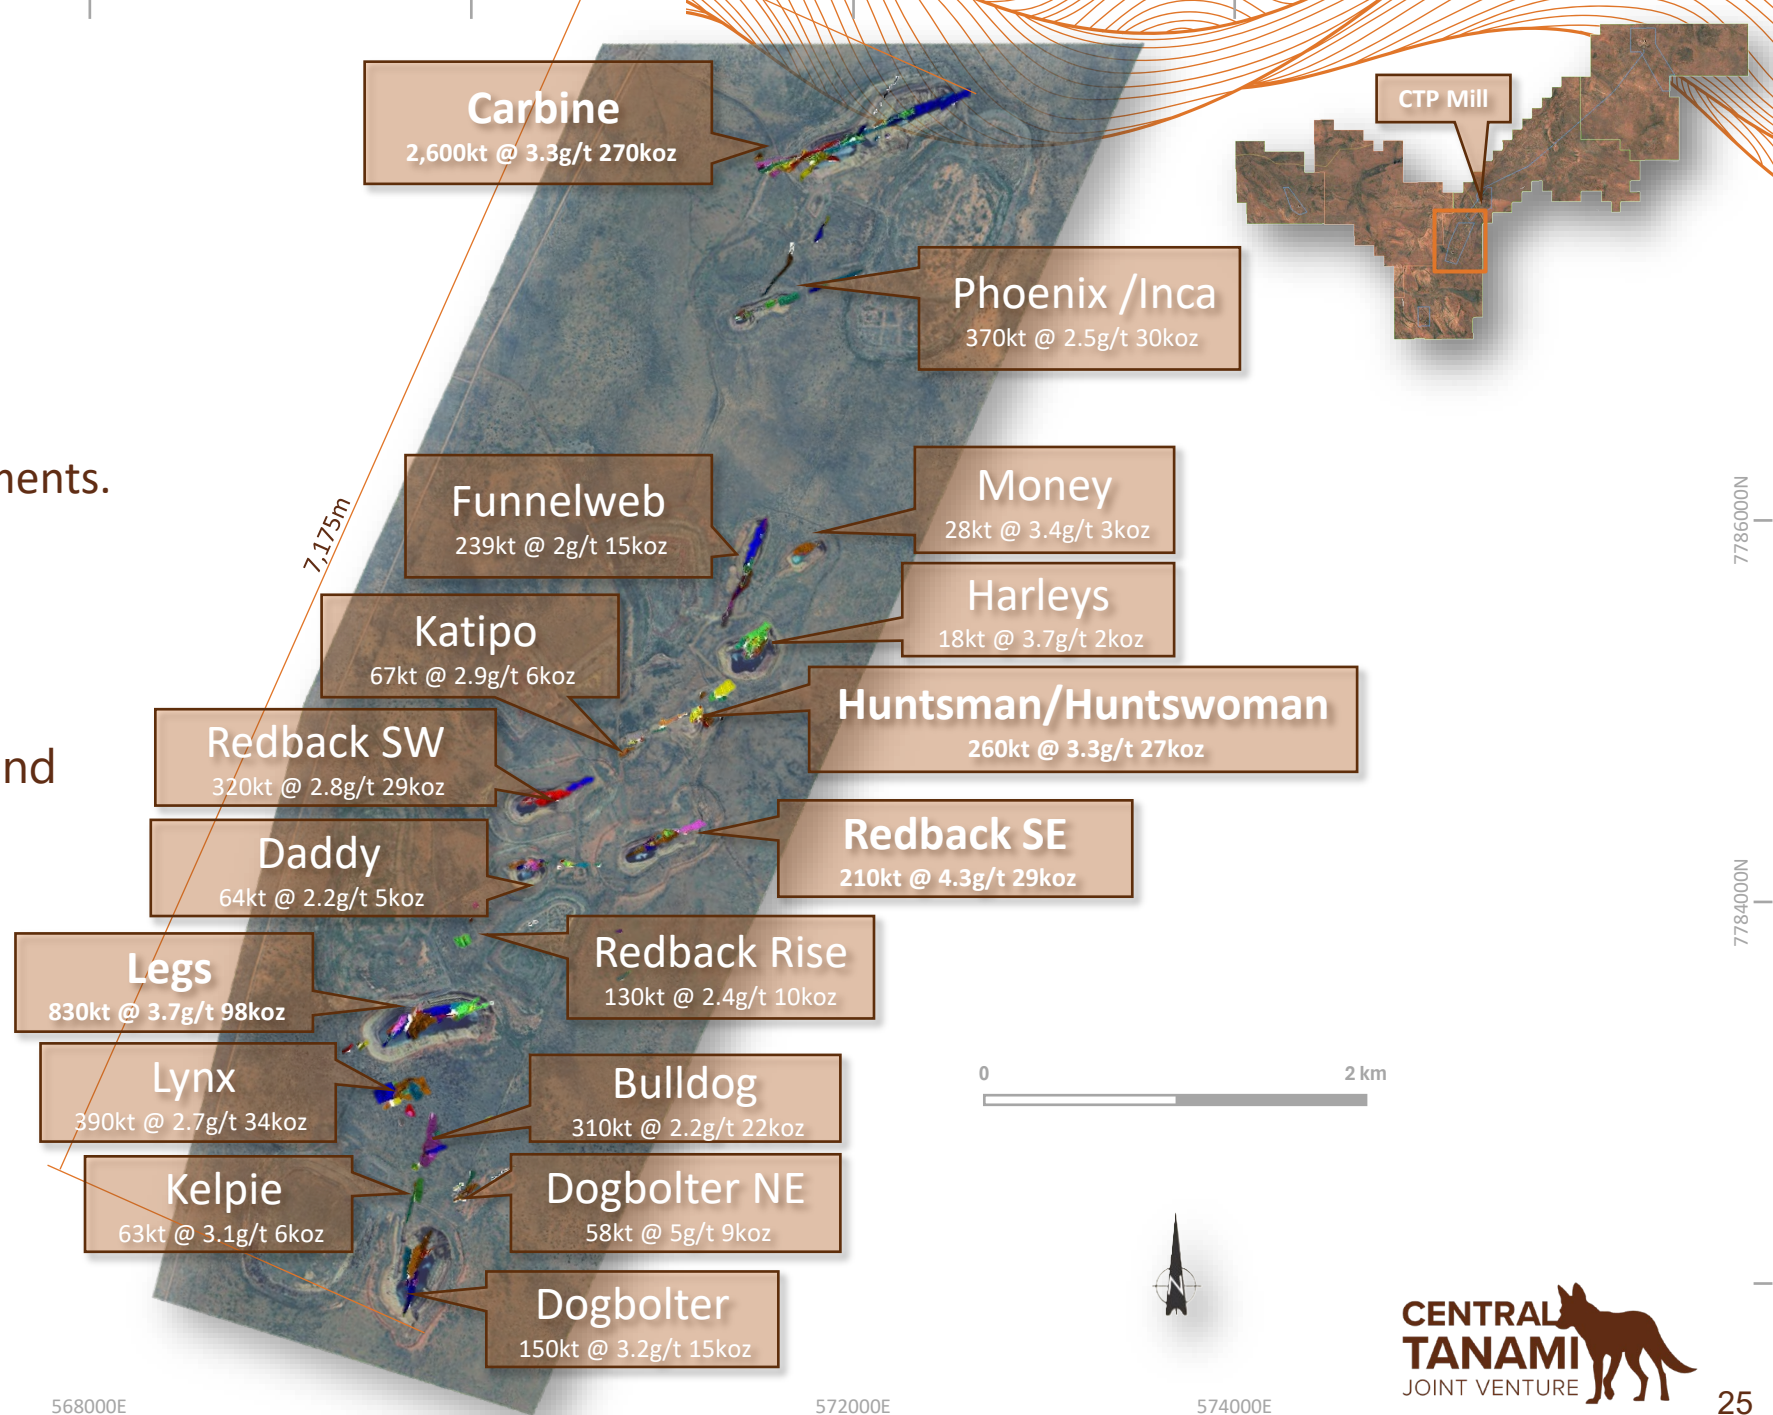 Carbine
2,600kt @ 3.3g/t 270koz
CTP Mill
Phoenix /Inca
370kt @ 2.5g/t 30koz
ments.
7,175m
Funnelweb
239kt @ 2g/t 15koz
Money
28kt @ 3.4g/t 3koz
7786000N
Harleys
18kt @ 3.7g/t 2koz
Katipo
67kt @ 2.9g/t 6koz
Huntsman/Huntswoman
260kt @ 3.3g/t 27koz
Redback SW
320kt @ 2.8g/t 29koz
nd
Redback SE
210kt @ 4.3g/t 29koz
Daddy
64kt @ 2.2g/t 5koz
7784000N
Redback Rise
130kt @ 2.4g/t 10koz
Legs
830kt @ 3.7g/t 98koz
Lynx
390kt @ 2.7g/t 34koz
Bulldog
310kt @ 2.2g/t 22koz
0 2 km
Kelpie
63kt @ 3.1g/t 6koz
Dogbolter NE
58kt @ 5g/t 9koz
N
Dogbolter
150kt @ 3.2g/t 15koz
CENTRAL
TANAMI
JOINT VENTURE
568000E 572000E 574000E
25